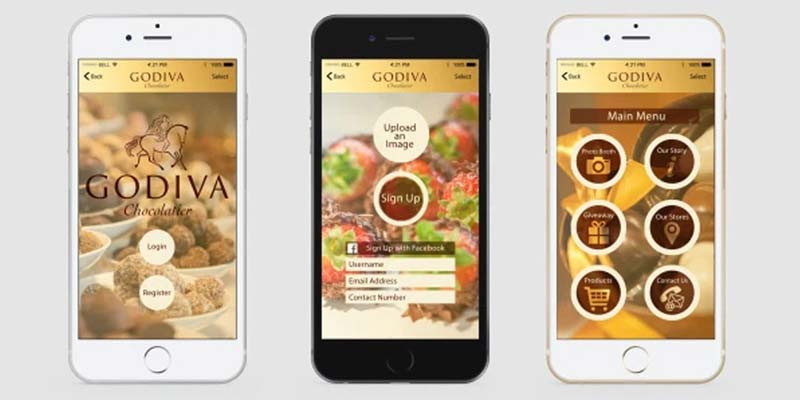 BELL 4:21 PM 100%
Back
GODIVA
Chocolatier
Select
GODIVA
Chocolatier
Login
Register
BELL 4:21 PM 100%
Back
GODIVA
Chocolatier
Select
Upload
an
Image
Sign Up
f Sign Up with Facebook
Username
Email Address
Contact Number
BELL 4:21 PM 100%
Back
GODIVA
Chocolatier
Select
Main Menu
Photo Booth
Our Story
Giveaway
Our Stores
Products
Contact Us